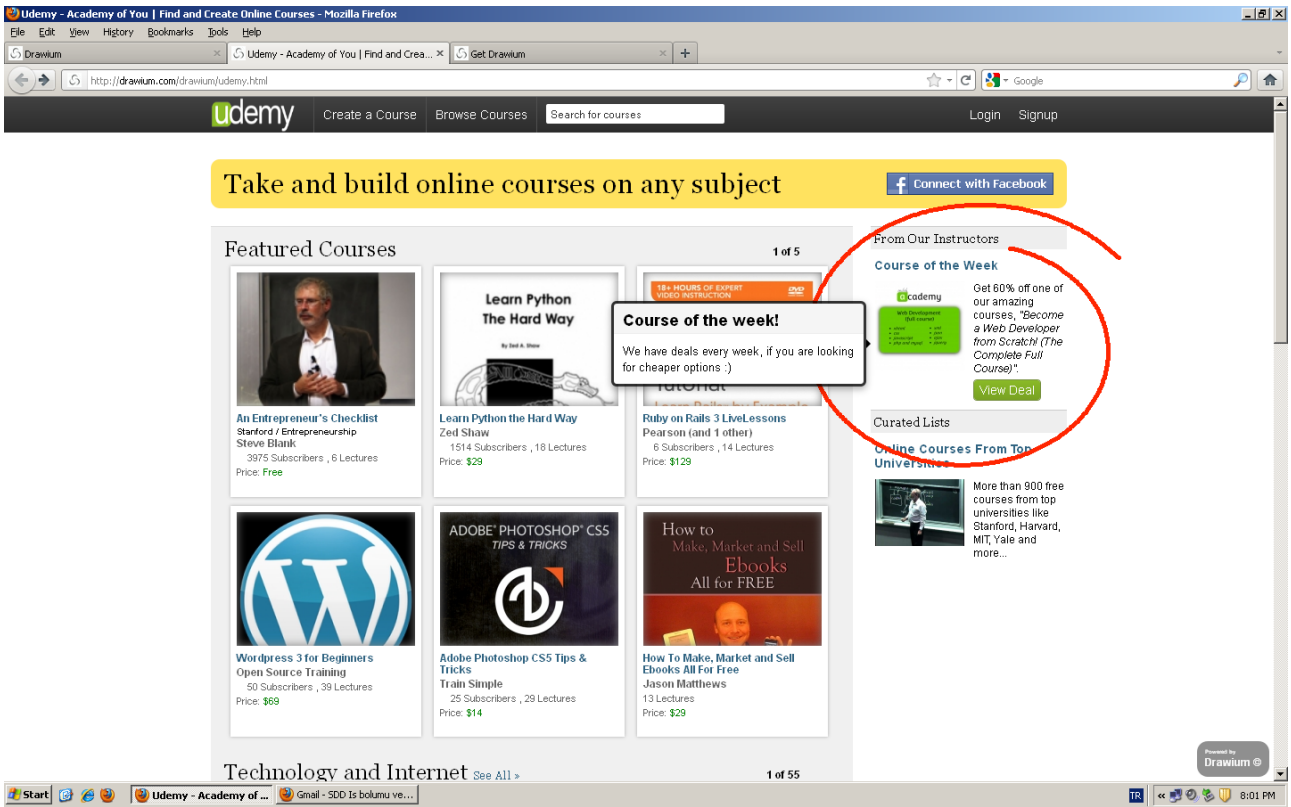 Udemy - Academy of You | Find and Create Online Courses - Mozilla Firefox
File Edit View History Bookmarks Tools Help
Drawium
Udemy - Academy of You | Find and Crea...
Get Drawium
http://drawium.com/drawium/udemy.html
Google
udemy
Create a Course
Browse Courses
Search for courses
Login
Signup
Take and build online courses on any subject
f Connect with Facebook
Featured Courses
1 of 5
Learn Python
The Hard Way
by Zed A. Shaw
18+ HOURS OF EXPERT
VIDEO INSTRUCTION
DVD
Tutorial
An Entrepreneur's Checklist
Stanford / Entrepreneurship
Steve Blank
3975 Subscribers , 6 Lectures
Price: Free
Learn Python the Hard Way
Zed Shaw
1514 Subscribers , 18 Lectures
Price: $29
Ruby on Rails 3 LiveLessons
Pearson (and 1 other)
6 Subscribers , 14 Lectures
Price: $129
Course of the week!
We have deals every week, if you are looking
for cheaper options :)
From Our Instructors
Course of the Week
academy
Web Development
(full course)
Get 60% off one of
our amazing
courses, "Become
a Web Developer
from Scratch! (The
Complete Full
Course)".
View Deal
Curated Lists
Online Courses From Top
Universities
More than 900 free
courses from top
universities like
Stanford, Harvard,
MIT, Yale and
more...
ADOBE® PHOTOSHOP® CS5
TIPS & TRICKS
How to
Make, Market and Sell
Ebooks
All for FREE
Wordpress 3 for Beginners
Open Source Training
50 Subscribers , 39 Lectures
Price: $69
Adobe Photoshop CS5 Tips &
Tricks
Train Simple
25 Subscribers , 29 Lectures
Price: $14
How To Make, Market and Sell
Ebooks All For Free
Jason Matthews
13 Lectures
Price: $29
Technology and Internet See All »
1 of 55
Powered by
Drawium ©
Start
Udemy - Academy of ...
Gmail - SDD Is bolumu ve...
TR
8:01 PM